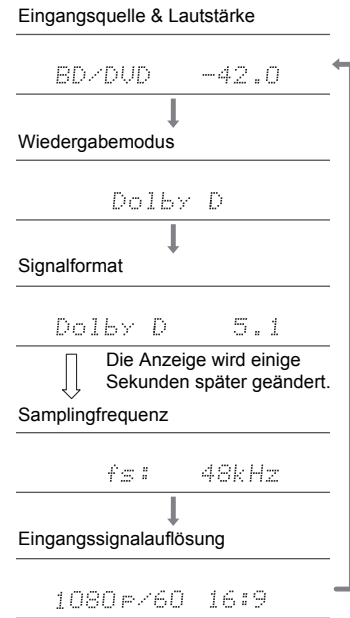 Eingangsquelle & Lautstärke
BD/DVD -42.0
Wiedergabemodus
Dolby D
Signalformat
Dolby D 5.1
Die Anzeige wird einige
Sekunden später geändert.
Samplingfrequenz
fs: 48kHz
Eingangssignalauflösung
1080p/60 16:9